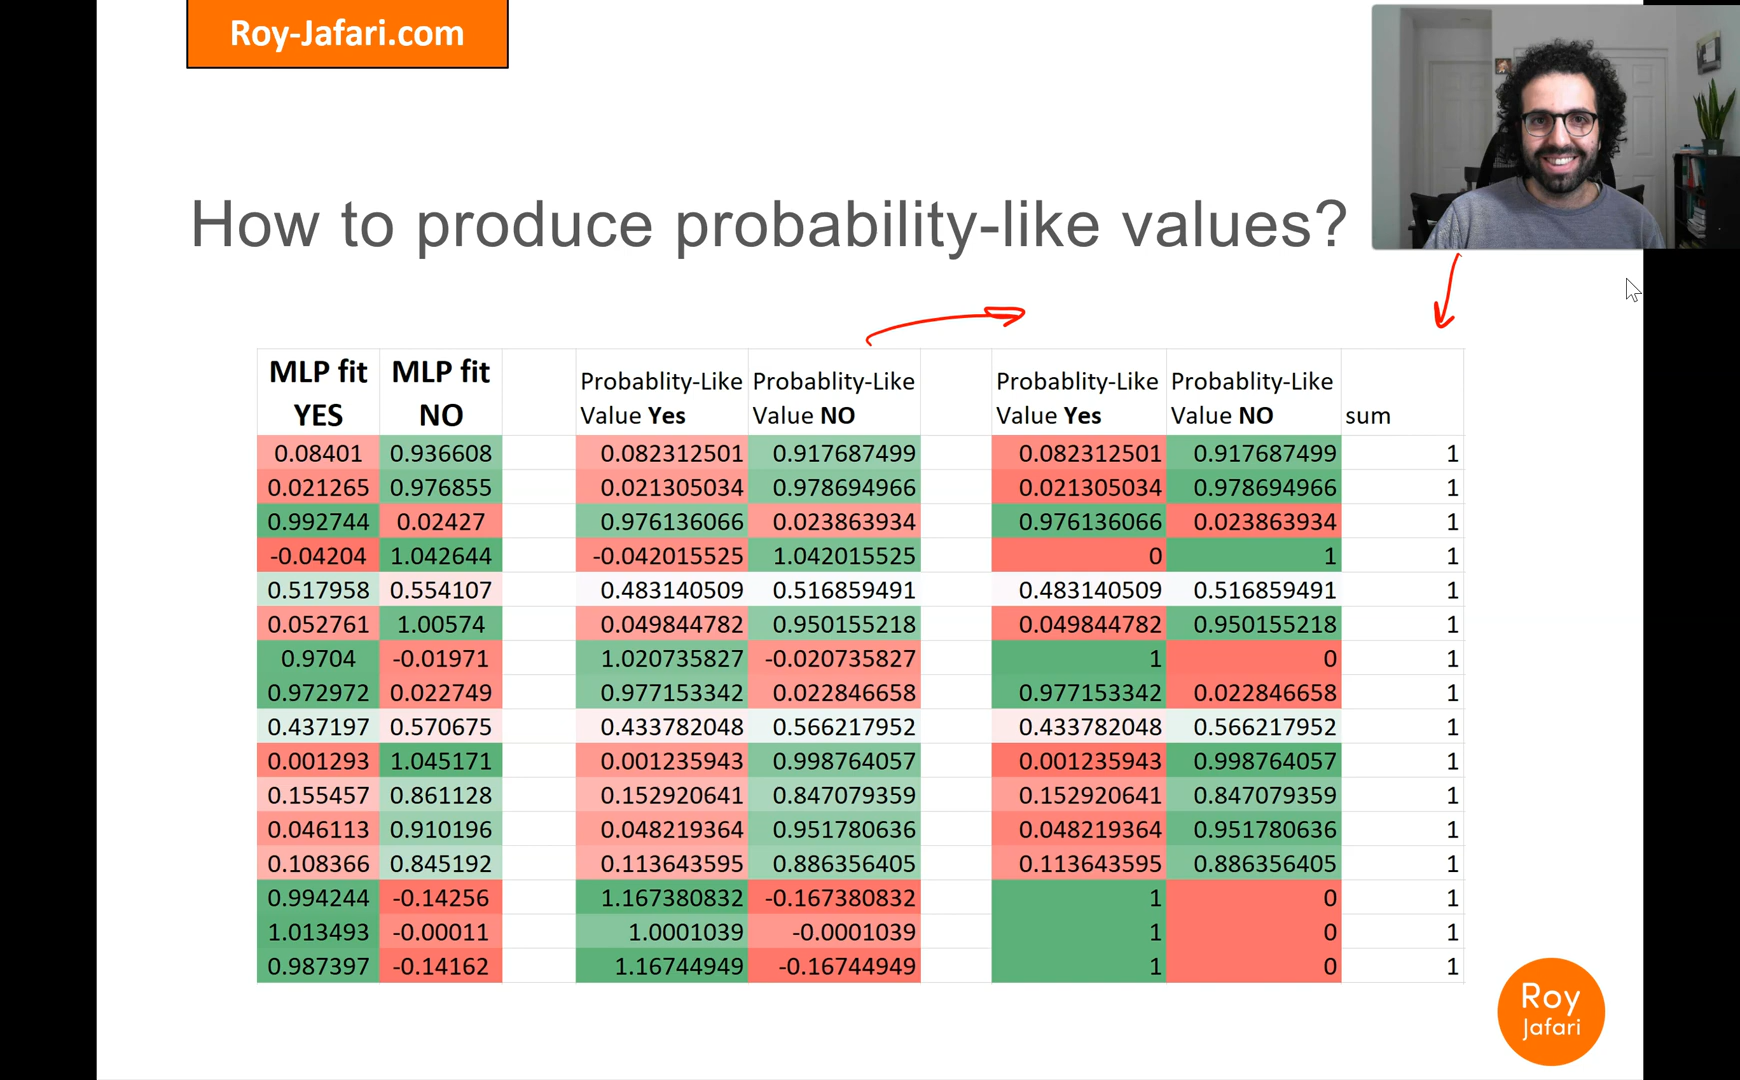 Roy-Jafari.com
How to produce probability-like values?
MLP fit YES MLP fit NO Probablity-Like Value Yes Probablity-Like Value NO Probablity-Like Value Yes Probablity-Like Value NO sum
0.08401 0.936608 0.082312501 0.917687499 0.082312501 0.917687499 1
0.021265 0.976855 0.021305034 0.978694966 0.021305034 0.978694966 1
0.992744 0.02427 0.976136066 0.023863934 0.976136066 0.023863934 1
-0.04204 1.042644 -0.042015525 1.042015525 0 1 1
0.517958 0.554107 0.483140509 0.516859491 0.483140509 0.516859491 1
0.052761 1.00574 0.049844782 0.950155218 0.049844782 0.950155218 1
0.9704 -0.01971 1.020735827 -0.020735827 1 0 1
0.972972 0.022749 0.977153342 0.022846658 0.977153342 0.022846658 1
0.437197 0.570675 0.433782048 0.566217952 0.433782048 0.566217952 1
0.001293 1.045171 0.001235943 0.998764057 0.001235943 0.998764057 1
0.155457 0.861128 0.152920641 0.847079359 0.152920641 0.847079359 1
0.046113 0.910196 0.048219364 0.951780636 0.048219364 0.951780636 1
0.108366 0.845192 0.113643595 0.886356405 0.113643595 0.886356405 1
0.994244 -0.14256 1.167380832 -0.167380832 1 0 1
1.013493 -0.00011 1.0001039 -0.0001039 1 0 1
0.987397 -0.14162 1.16744949 -0.16744949 1 0 1
Roy
Jafari